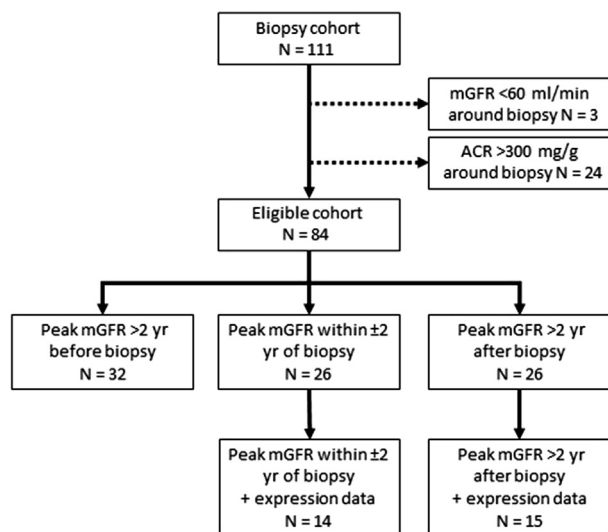 Biopsy cohort
N = 111
mGFR <60 ml/min
around biopsy N = 3
ACR >300 mg/g
around biopsy N = 24
Eligible cohort
N = 84
Peak mGFR >2 yr
before biopsy
N = 32
Peak mGFR within ±2
yr of biopsy
N = 26
Peak mGFR >2 yr
after biopsy
N = 26
Peak mGFR within ±2
yr of biopsy
+ expression data
N = 14
Peak mGFR >2 yr
after biopsy
+ expression data
N = 15